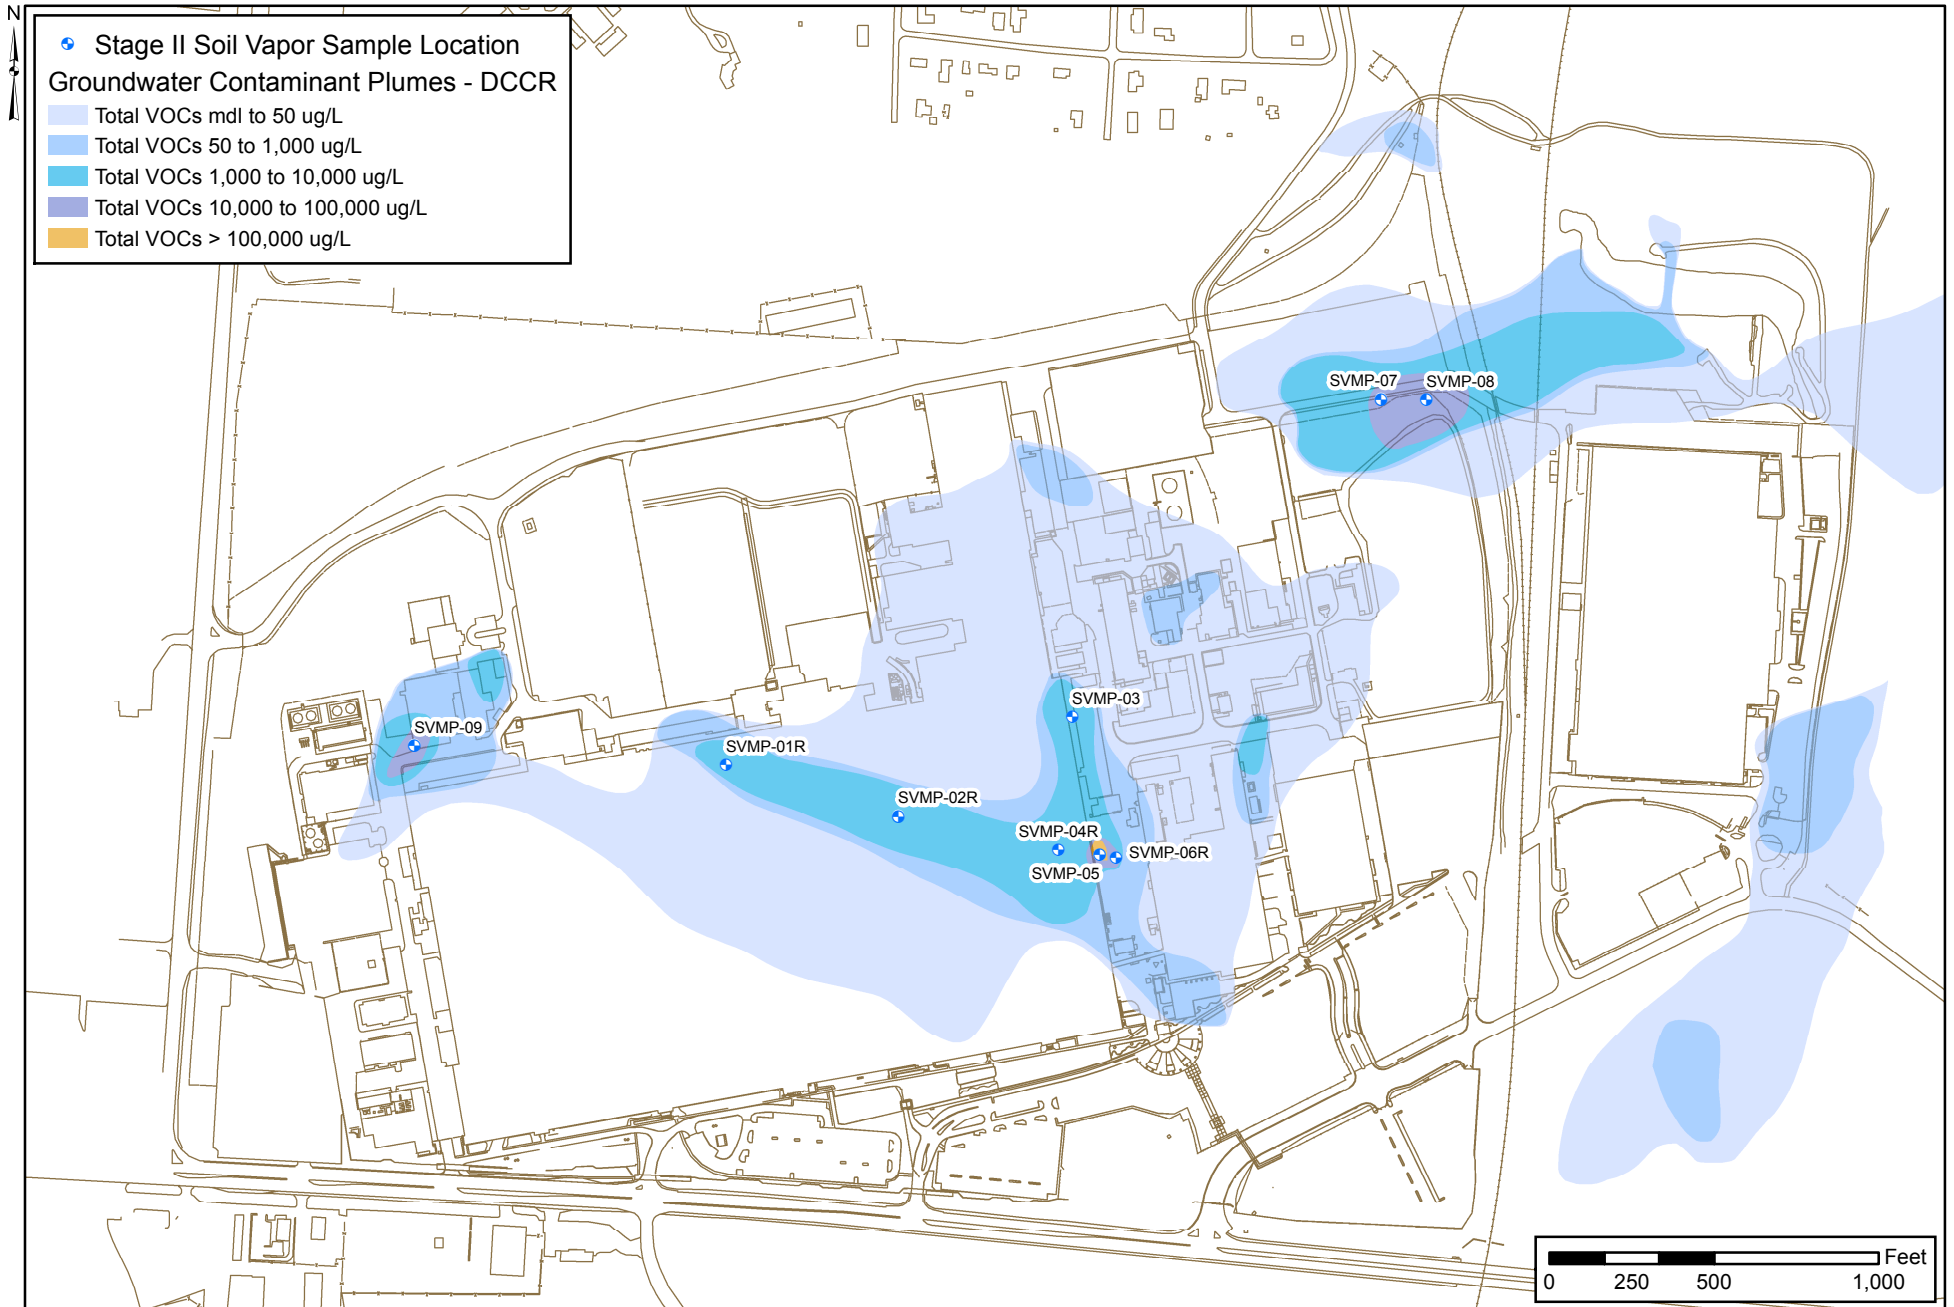 N
Stage II Soil Vapor Sample Location
Groundwater Contaminant Plumes - DCCR
Total VOCs mdl to 50 ug/L
Total VOCs 50 to 1,000 ug/L
Total VOCs 1,000 to 10,000 ug/L
Total VOCs 10,000 to 100,000 ug/L
Total VOCs > 100,000 ug/L
SVMP-07
SVMP-08
SVMP-03
SVMP-09
SVMP-01R
SVMP-02R
SVMP-04R
SVMP-06R
SVMP-05
Feet
0 250 500 1,000